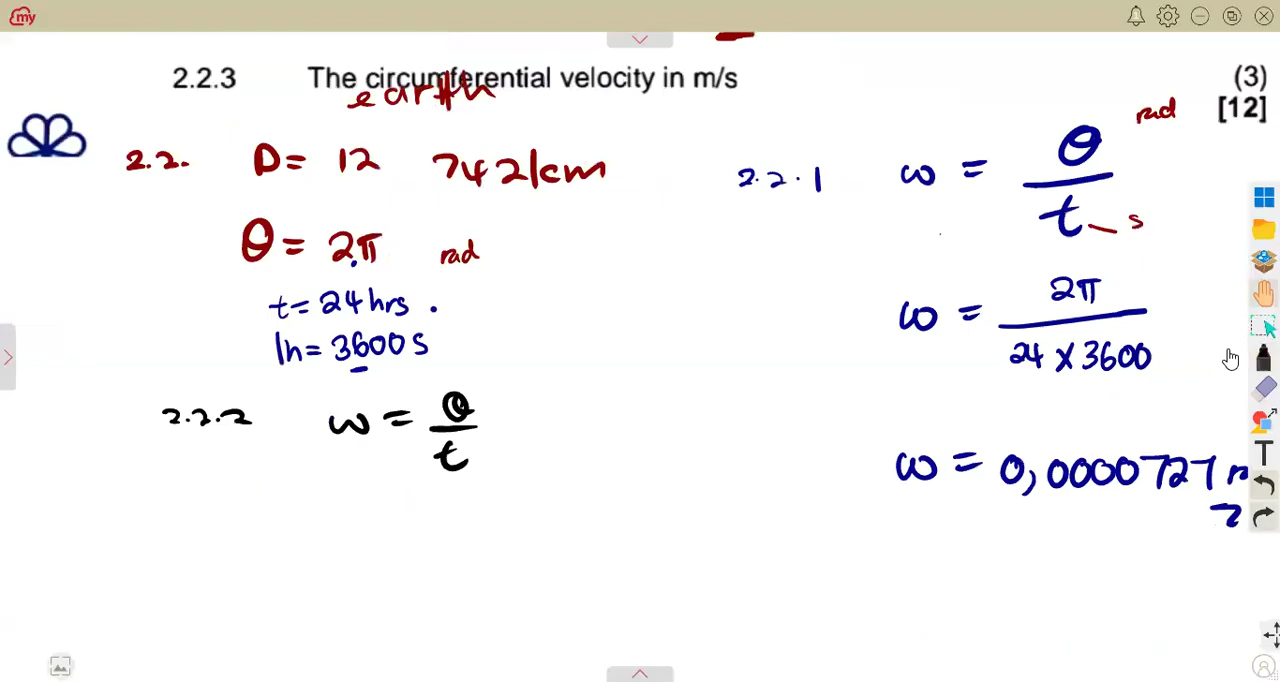 my
2.2.3 The circumferential velocity in m/s (3)
earth
[12]
2.2. D = 12 742 km
θ = 2π rad
t = 24 hrs .
1h = 3600 S
2.2.2 ω = θ/t
2.2.1 ω = θ/t rad s
ω = 2π/24 × 3600
ω = 0,0000727
T